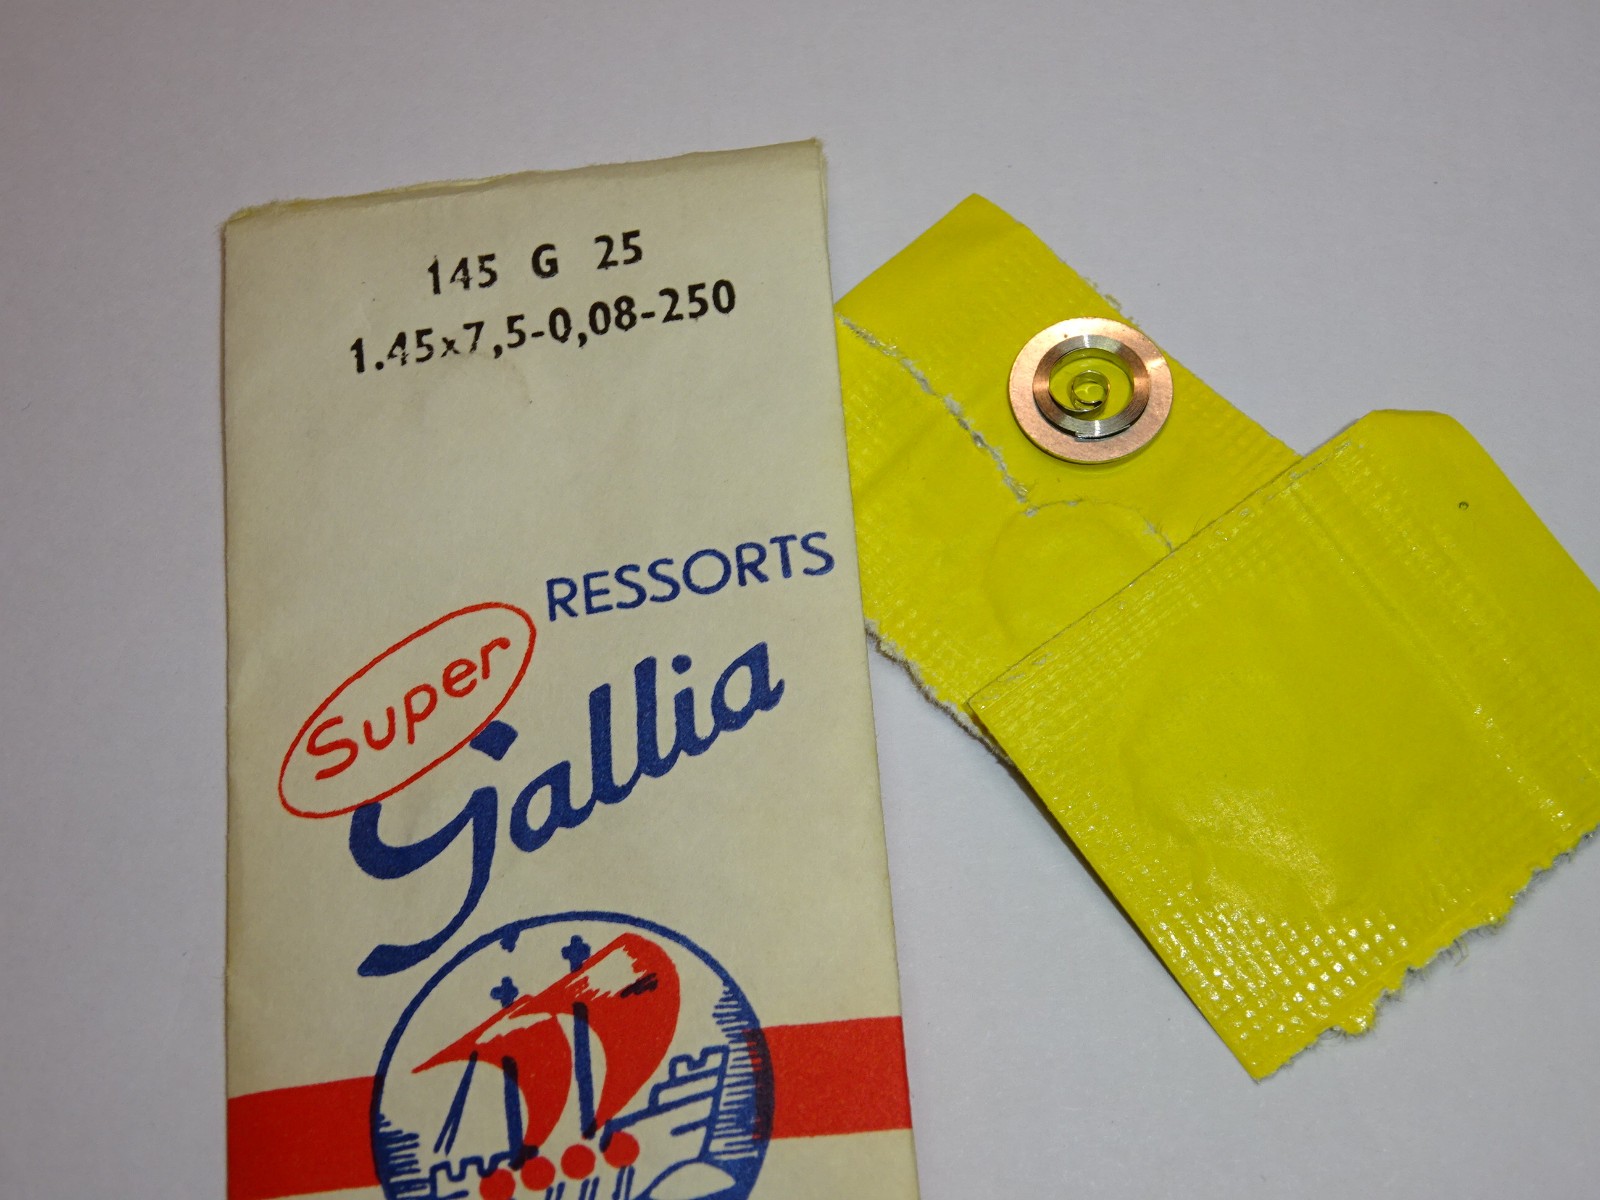 145 G 25
1.45x7,5-0,08-250
RESSORTS
Super
Gallia